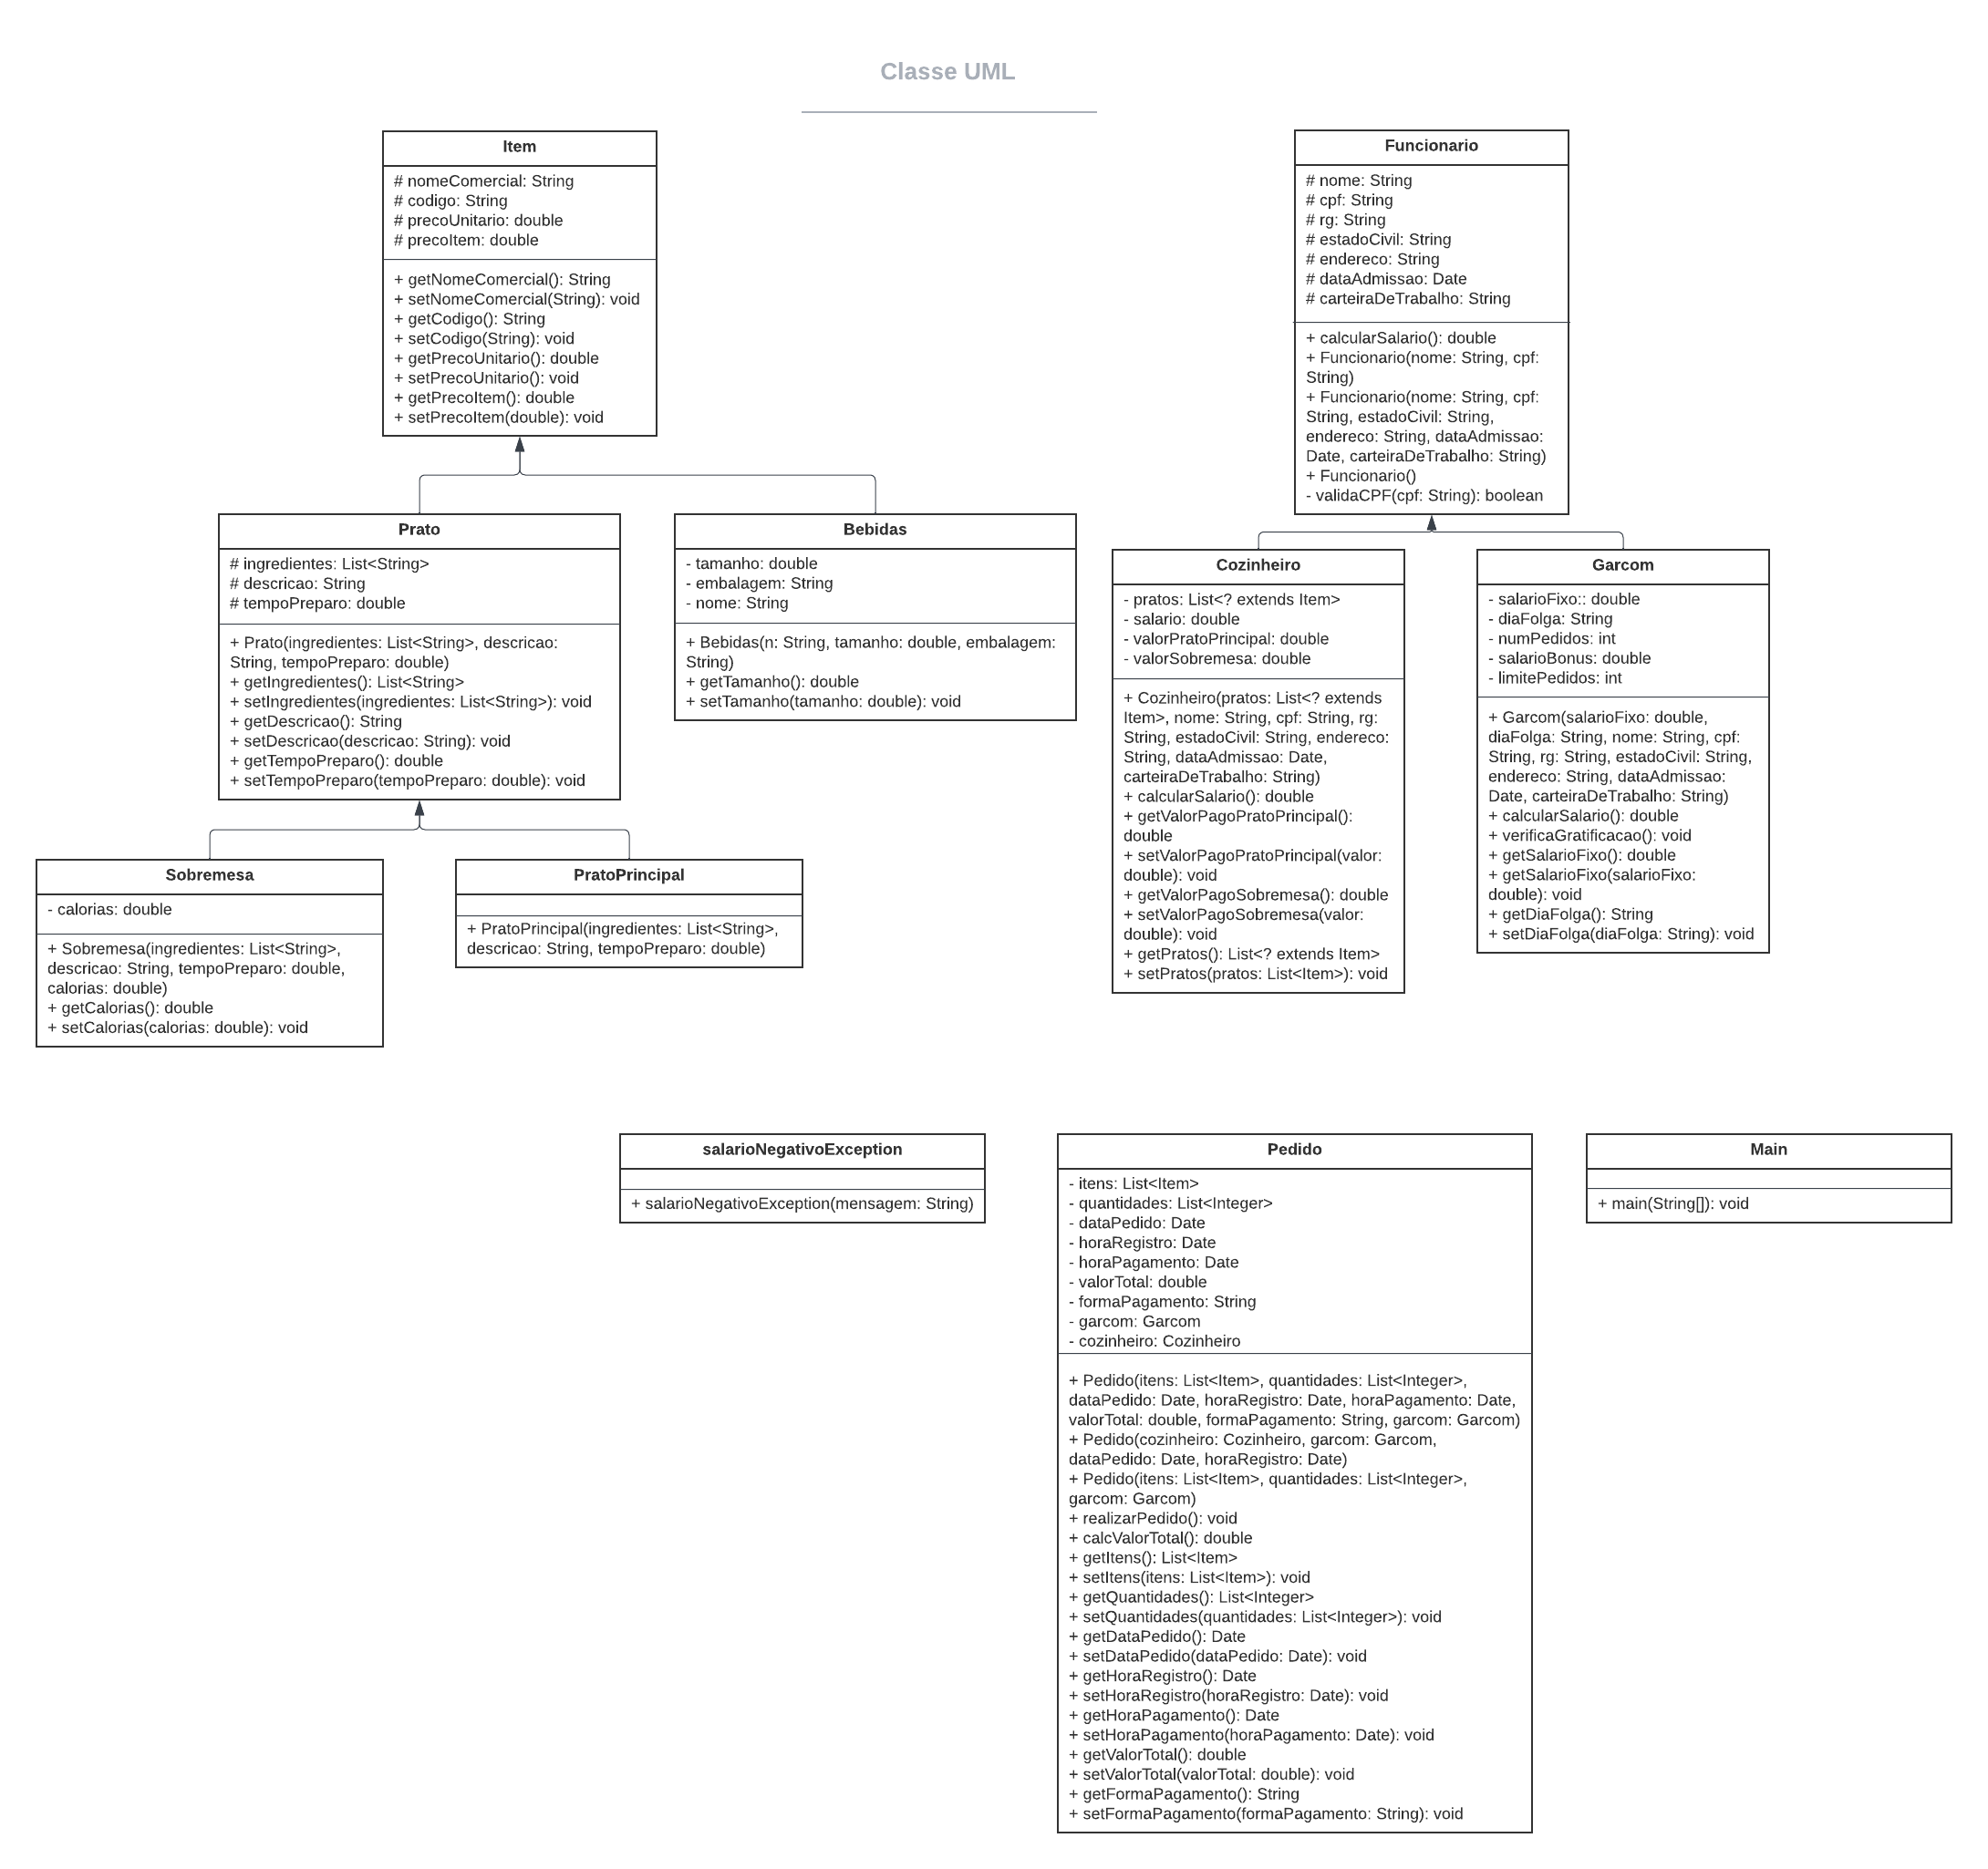 Classe UML
Item
# nomeComercial: String
# codigo: String
# precoUnitario: double
# precoItem: double
+ getNomeComercial(): String
+ setNomeComercial(String): void
+ getCodigo(): String
+ setCodigo(String): void
+ getPrecoUnitario(): double
+ setPrecoUnitario(): void
+ getPrecoItem(): double
+ setPrecoItem(double): void
Funcionario
# nome: String
# cpf: String
# rg: String
# estadoCivil: String
# endereco: String
# dataAdmissao: Date
# carteiraDeTrabalho: String
+ calcularSalario(): double
+ Funcionario(nome: String, cpf:
String)
+ Funcionario(nome: String, cpf:
String, estadoCivil: String,
endereco: String, dataAdmissao:
Date, carteiraDeTrabalho: String)
+ Funcionario()
- validaCPF(cpf: String): boolean
Prato
# ingredientes: List<String>
# descricao: String
# tempoPreparo: double
+ Prato(ingredientes: List<String>, descricao:
String, tempoPreparo: double)
+ getIngredientes(): List<String>
+ setIngredientes(ingredientes: List<String>): void
+ getDescricao(): String
+ setDescricao(descricao: String): void
+ getTempoPreparo(): double
+ setTempoPreparo(tempoPreparo: double): void
Bebidas
- tamanho: double
- embalagem: String
- nome: String
+ Bebidas(n: String, tamanho: double, embalagem:
String)
+ getTamanho(): double
+ setTamanho(tamanho: double): void
Cozinheiro
- pratos: List<? extends Item>
- salario: double
- valorPratoPrincipal: double
- valorSobremesa: double
+ Cozinheiro(pratos: List<? extends
Item>, nome: String, cpf: String, rg:
String, estadoCivil: String, endereco:
String, dataAdmissao: Date,
carteiraDeTrabalho: String)
+ calcularSalario(): double
+ getValorPagoPratoPrincipal():
double
+ setValorPagoPratoPrincipal(valor:
double): void
+ getValorPagoSobremesa(): double
+ setValorPagoSobremesa(valor:
double): void
+ getPratos(): List<? extends Item>
+ setPratos(pratos: List<Item>): void
Garcom
- salarioFixo:: double
- diaFolga: String
- numPedidos: int
- salarioBonus: double
- limitePedidos: int
+ Garcom(salarioFixo: double,
diaFolga: String, nome: String, cpf:
String, rg: String, estadoCivil: String,
endereco: String, dataAdmissao:
Date, carteiraDeTrabalho: String)
+ calcularSalario(): double
+ verificaGratificacao(): void
+ getSalarioFixo(): double
+ getSalarioFixo(salarioFixo:
double): void
+ getDiaFolga(): String
+ setDiaFolga(diaFolga: String): void
Sobremesa
- calorias: double
+ Sobremesa(ingredientes: List<String>,
descricao: String, tempoPreparo: double,
calorias: double)
+ getCalorias(): double
+ setCalorias(calorias: double): void
PratoPrincipal
+ PratoPrincipal(ingredientes: List<String>,
descricao: String, tempoPreparo: double)
salarioNegativoException
+ salarioNegativoException(mensagem: String)
Pedido
- itens: List<Item>
- quantidades: List<Integer>
- dataPedido: Date
- horaRegistro: Date
- horaPagamento: Date
- valorTotal: double
- formaPagamento: String
- garcom: Garcom
- cozinheiro: Cozinheiro
+ Pedido(itens: List<Item>, quantidades: List<Integer>,
dataPedido: Date, horaRegistro: Date, horaPagamento: Date,
valorTotal: double, formaPagamento: String, garcom: Garcom)
+ Pedido(cozinheiro: Cozinheiro, garcom: Garcom,
dataPedido: Date, horaRegistro: Date)
+ Pedido(itens: List<Item>, quantidades: List<Integer>,
garcom: Garcom)
+ realizarPedido(): void
+ calcValorTotal(): double
+ getItens(): List<Item>
+ setItens(itens: List<Item>): void
+ getQuantidades(): List<Integer>
+ setQuantidades(quantidades: List<Integer>): void
+ getDataPedido(): Date
+ setDataPedido(dataPedido: Date): void
+ getHoraRegistro(): Date
+ setHoraRegistro(horaRegistro: Date): void
+ getHoraPagamento(): Date
+ setHoraPagamento(horaPagamento: Date): void
+ getValorTotal(): double
+ setValorTotal(valorTotal: double): void
+ getFormaPagamento(): String
+ setFormaPagamento(formaPagamento: String): void
Main
+ main(String[]): void